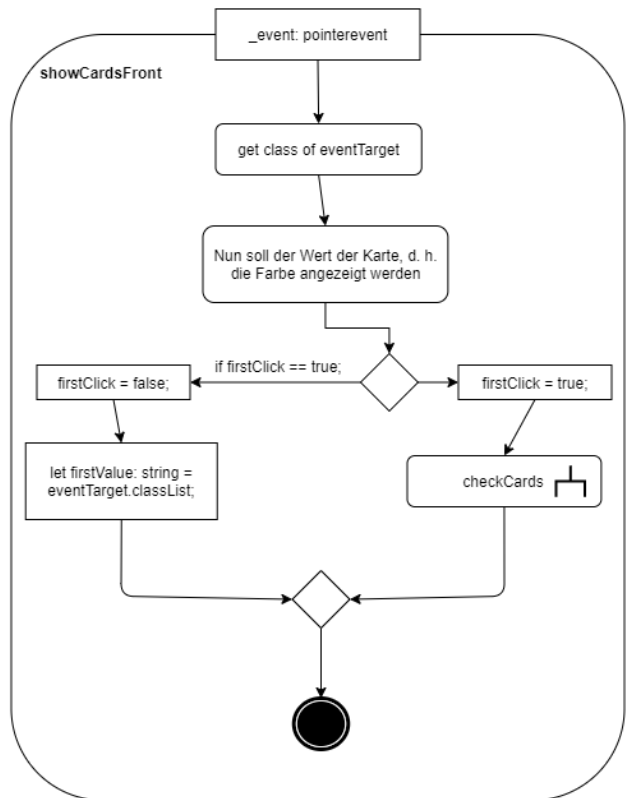 _event: pointerevent
showCardsFront
get class of eventTarget
Nun soll der Wert der Karte, d. h.
die Farbe angezeigt werden
if firstClick == true;
firstClick = false;
firstClick = true;
let firstValue: string =
eventTarget.classList;
checkCards